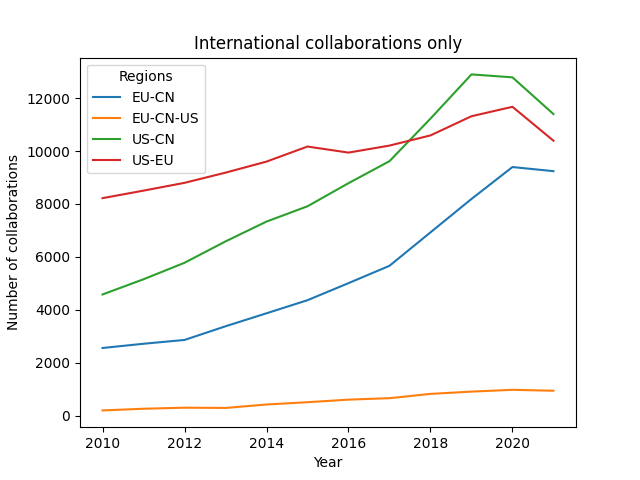 International collaborations only
Regions
EU-CN
EU-CN-US
US-CN
US-EU
12000
10000
8000
6000
4000
2000
0
Number of collaborations
2010
2012
2014
2016
2018
2020
Year